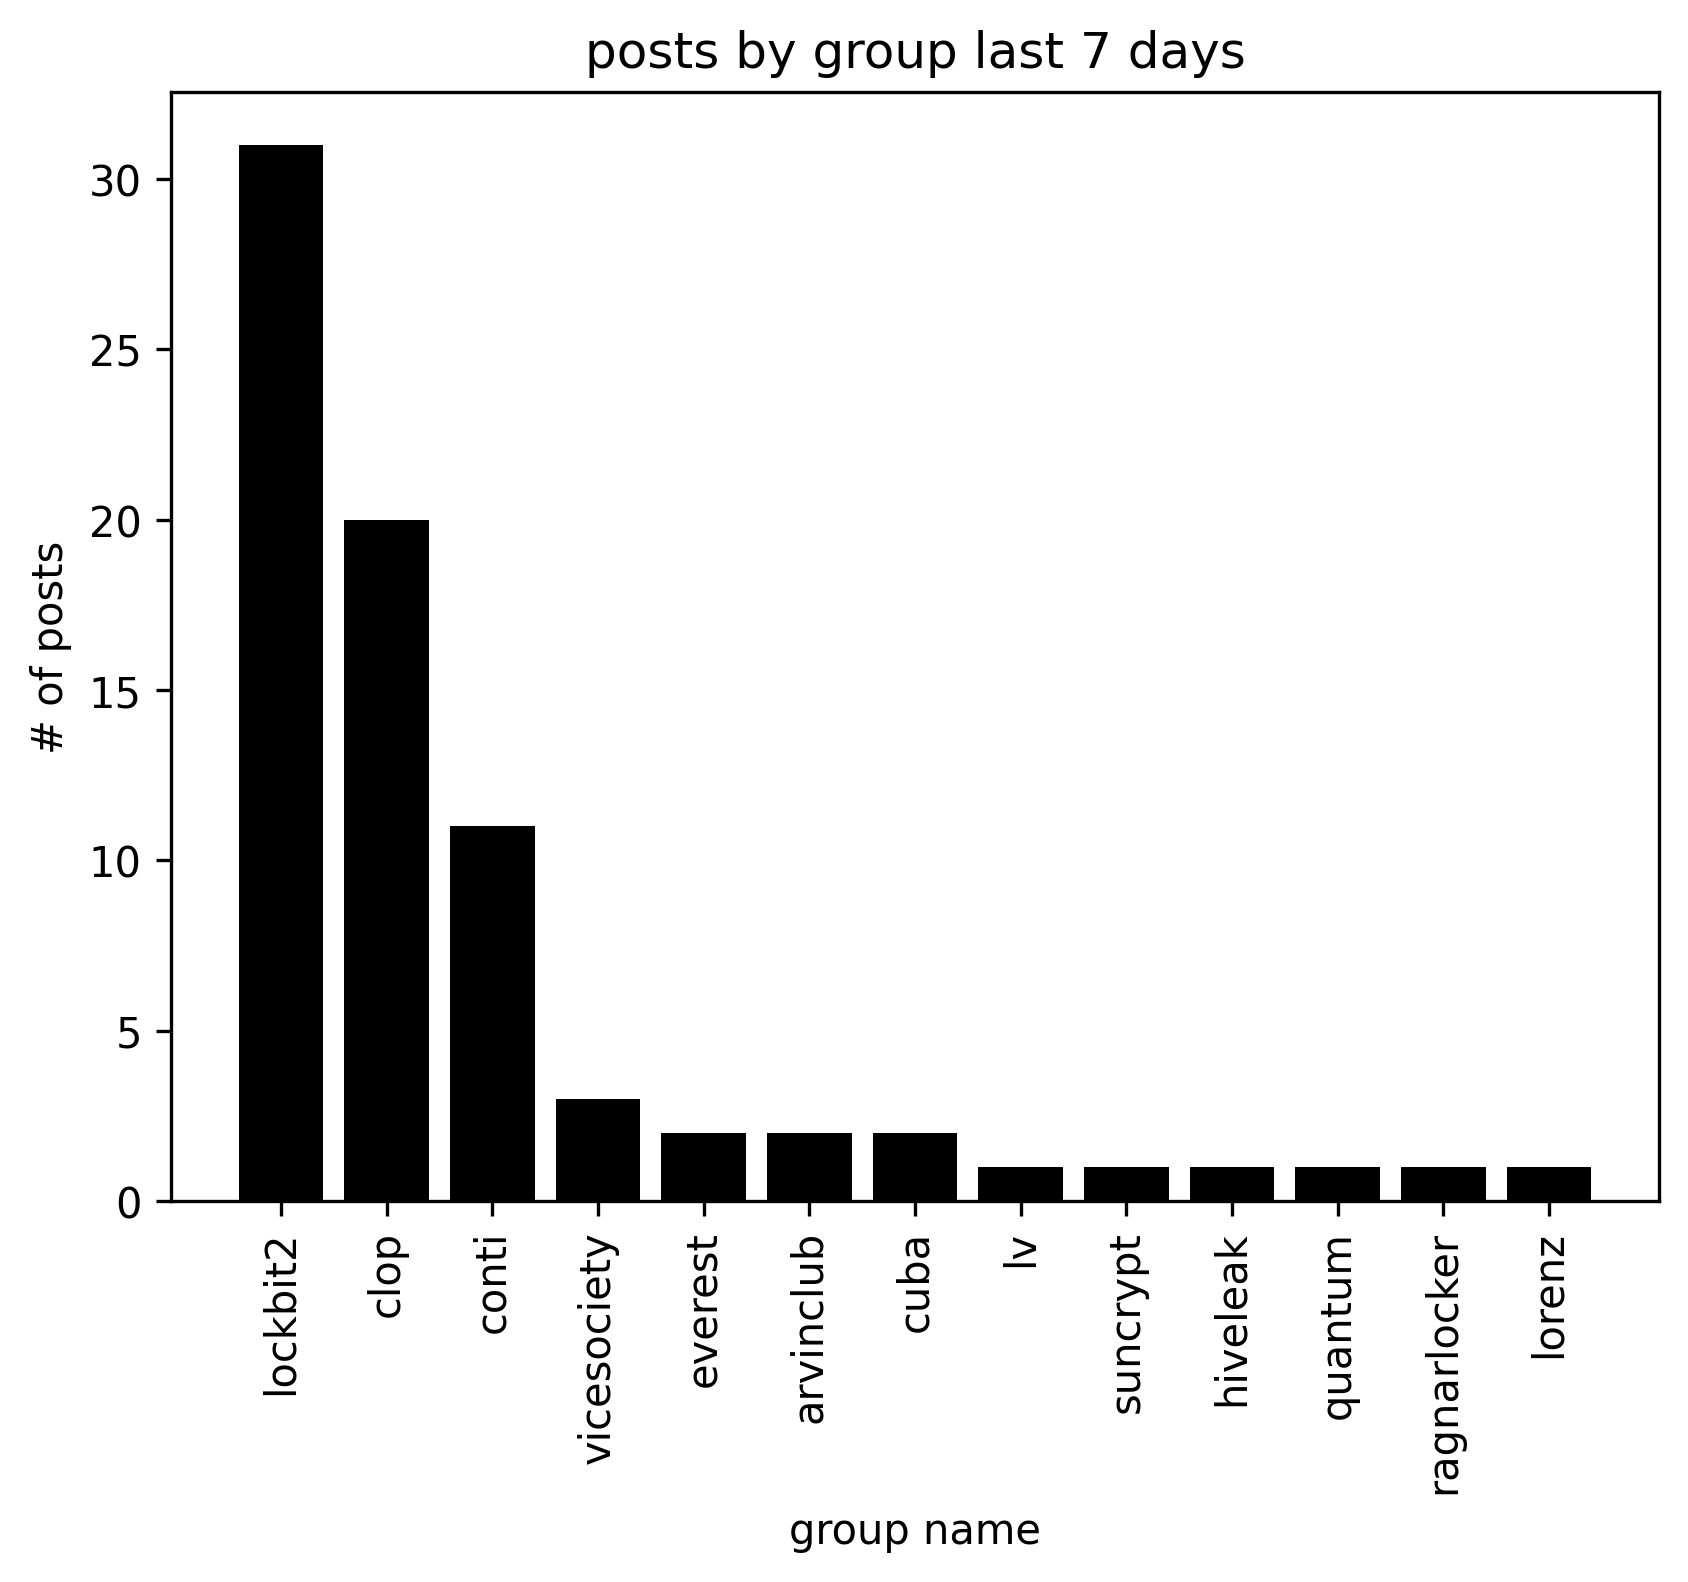 posts by group last 7 days
# of posts
30
25
20
15
10
5
0
lockbit2
clop
conti
vicesociety
everest
arvinclub
cuba
lv
suncrypt
hiveleak
quantum
ragnarlocker
lorenz
group name